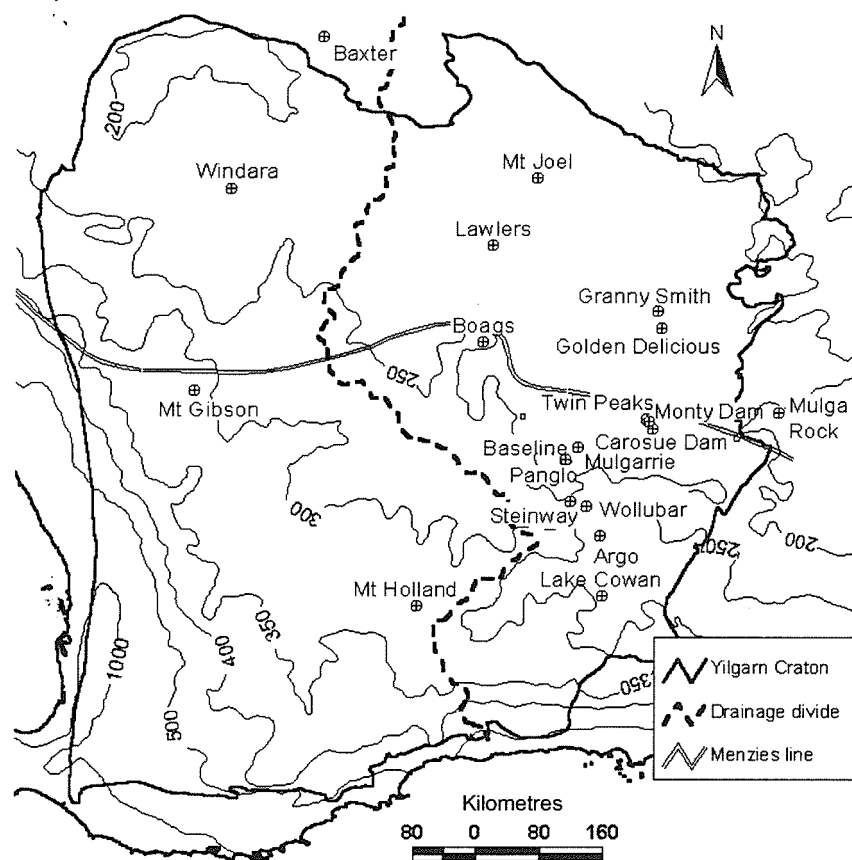 N
Baxter
200
Windara
Mt Joel
Lawlers
Granny Smith
Boags
Golden Delicious
250
Mt Gibson
Twin Peaks
Monty Dam
Mulga
Rock
Carosue Dam
Baseline
Mulgarrie
Panglo
300
Steinway
Wollubar
250
200
Argo
Mt Holland
Lake Cowan
350
400
1000
500
350
Yilgarn Craton
Drainage divide
Menzies line
Kilometres
80 0 80 160